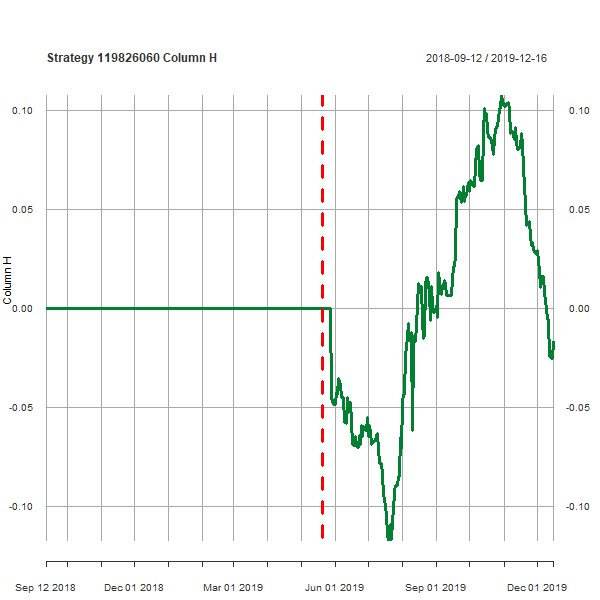 Strategy 119826060 Column H
2018-09-12 / 2019-12-16
0.10
0.10
0.05
0.05
0.00
0.00
-0.05
-0.05
-0.10
-0.10
Column H
Sep 12 2018
Dec 01 2018
Mar 01 2019
Jun 01 2019
Sep 01 2019
Dec 01 2019